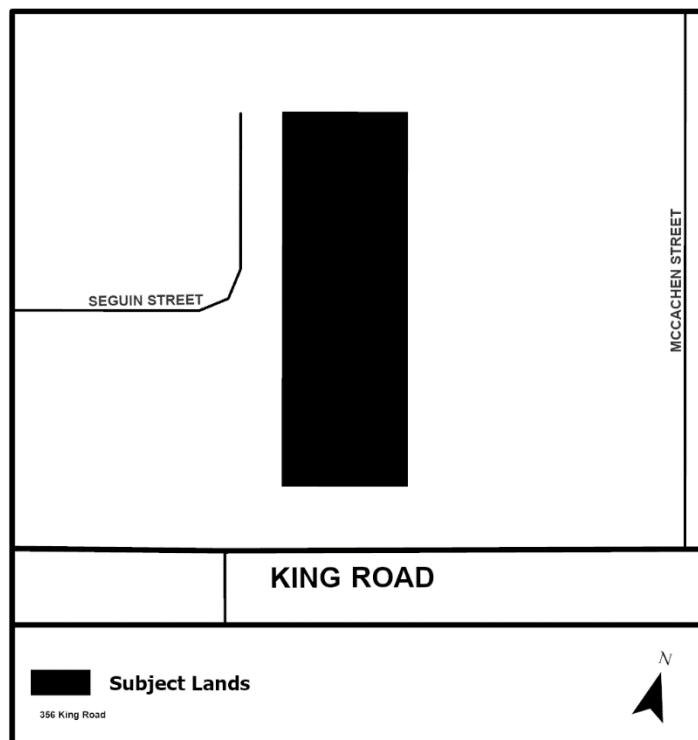 SEGUIN STREET
MCCACHEN STREET
KING ROAD
N
Subject Lands
356 King Road